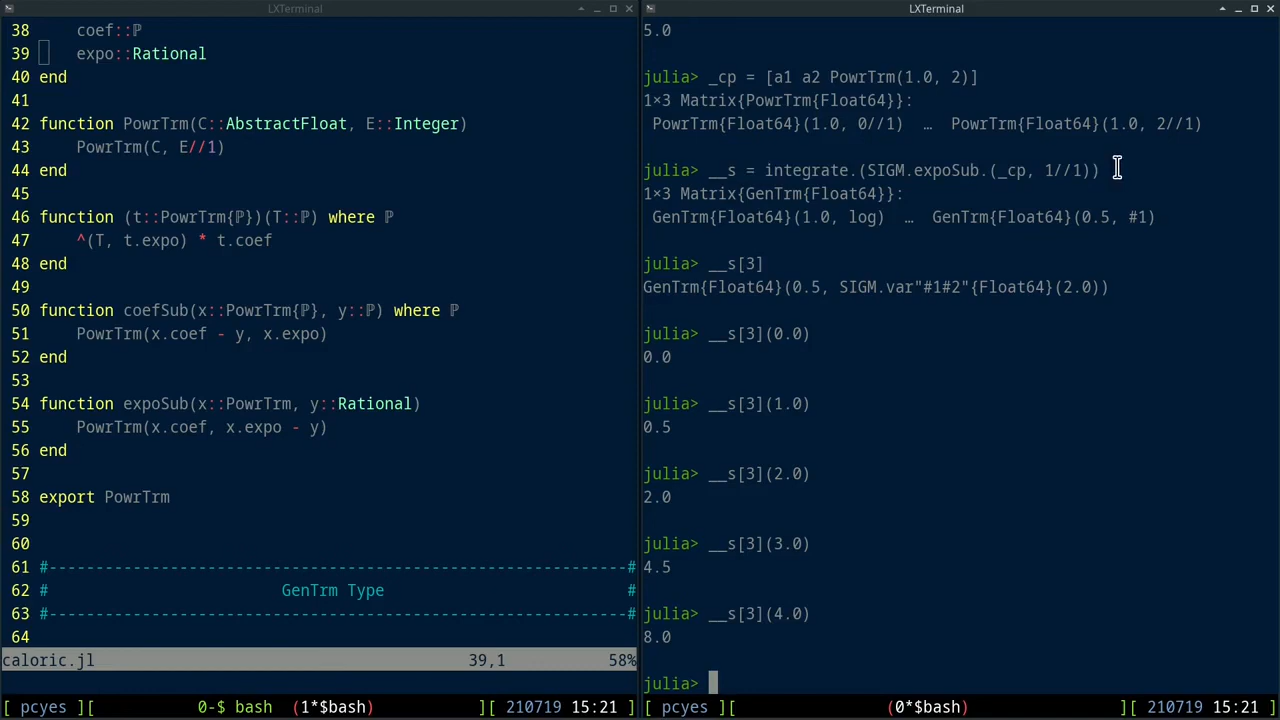 LXTerminal
38     coef::ℙ
39     expo::Rational
40 end
41
42 function PowrTrm(C::AbstractFloat, E::Integer)
43     PowrTrm(C, E//1)
44 end
45
46 function (t::PowrTrm{ℙ})(T::ℙ) where ℙ
47     ^(T, t.expo) * t.coef
48 end
49
50 function coefSub(x::PowrTrm{ℙ}, y::ℙ) where ℙ
51     PowrTrm(x.coef - y, x.expo)
52 end
53
54 function expoSub(x::PowrTrm, y::Rational)
55     PowrTrm(x.coef, x.expo - y)
56 end
57
58 export PowrTrm
59
60
61 #--------------------------------------------------------------#
62 #                         GenTrm Type                          #
63 #--------------------------------------------------------------#
64
caloric.jl                                        39,1           58%
[ pcyes ][           0-$ bash  (1*$bash)            ][ 210719 15:21 ]
LXTerminal
5.0
julia> _cp = [a1 a2 PowrTrm(1.0, 2)]
1×3 Matrix{PowrTrm{Float64}}:
 PowrTrm{Float64}(1.0, 0//1)  …  PowrTrm{Float64}(1.0, 2//1)
julia> __s = integrate.(SIGM.expoSub.(_cp, 1//1))
1×3 Matrix{GenTrm{Float64}}:
 GenTrm{Float64}(1.0, log)  …  GenTrm{Float64}(0.5, #1)
julia> __s[3]
GenTrm{Float64}(0.5, SIGM.var"#1#2"{Float64}(2.0))
julia> __s[3](0.0)
0.0
julia> __s[3](1.0)
0.5
julia> __s[3](2.0)
2.0
julia> __s[3](3.0)
4.5
julia> __s[3](4.0)
8.0
julia>
[ pcyes ][                (0*$bash)                 ][ 210719 15:21 ]